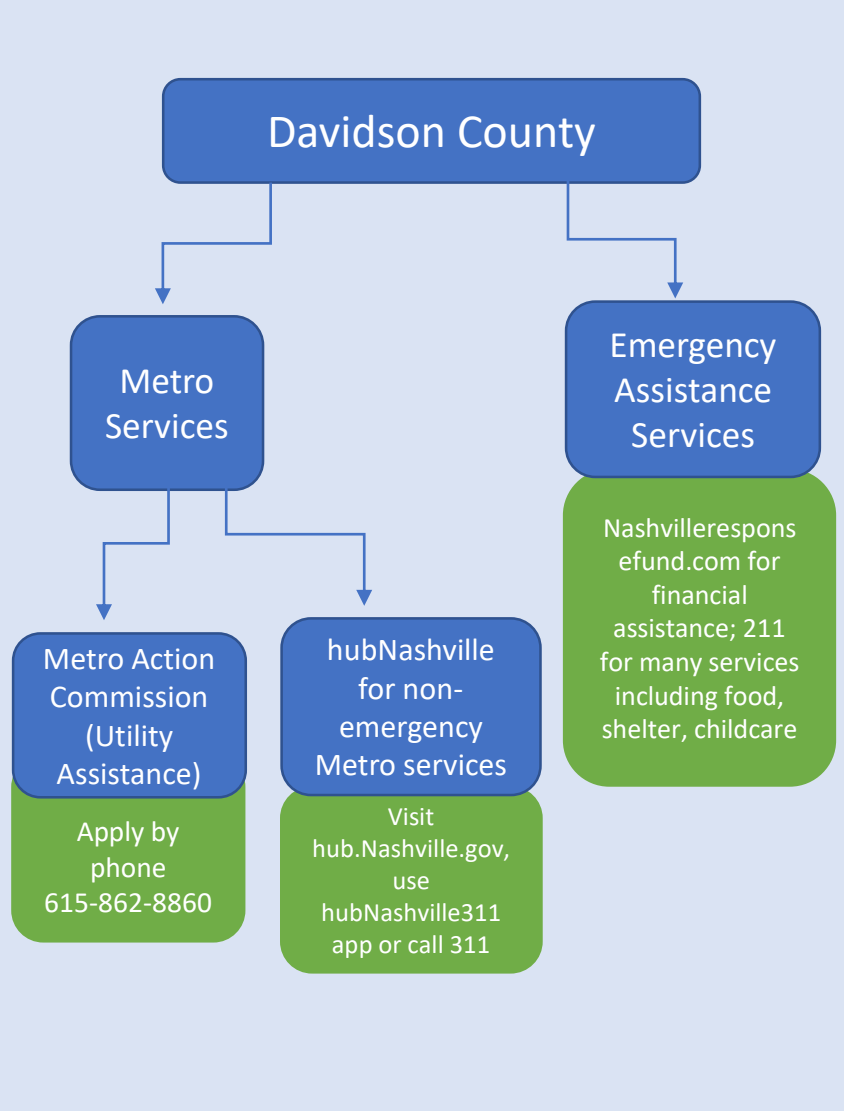 Davidson County
Metro
Services
Emergency
Assistance
Services
Nashvillerespons
efund.com for
financial
assistance; 211
for many services
including food,
shelter, childcare
Metro Action
Commission
(Utility
Assistance)
Apply by
phone
615-862-8860
hubNashville
for non-
emergency
Metro services
Visit
hub.Nashville.gov,
use
hubNashville311
app or call 311